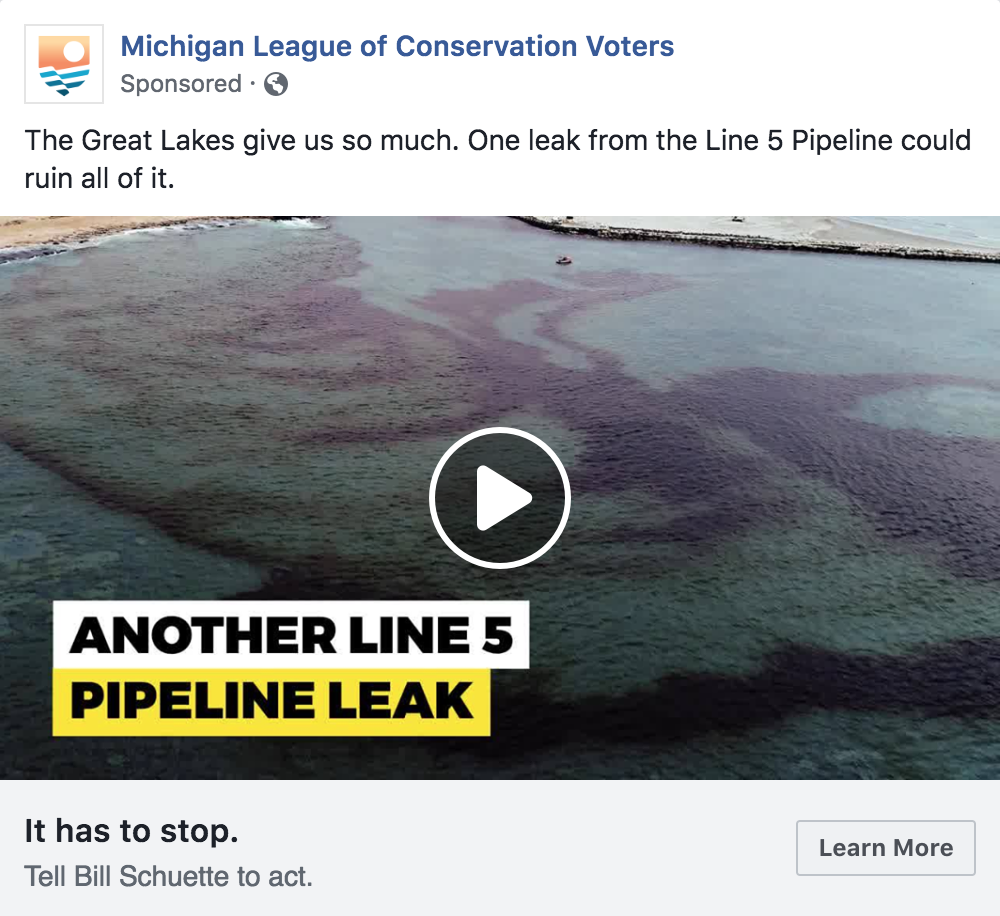 Michigan League of Conservation Voters
Sponsored ·
The Great Lakes give us so much. One leak from the Line 5 Pipeline could
ruin all of it.
ANOTHER LINE 5
PIPELINE LEAK
It has to stop.
Tell Bill Schuette to act.
Learn More